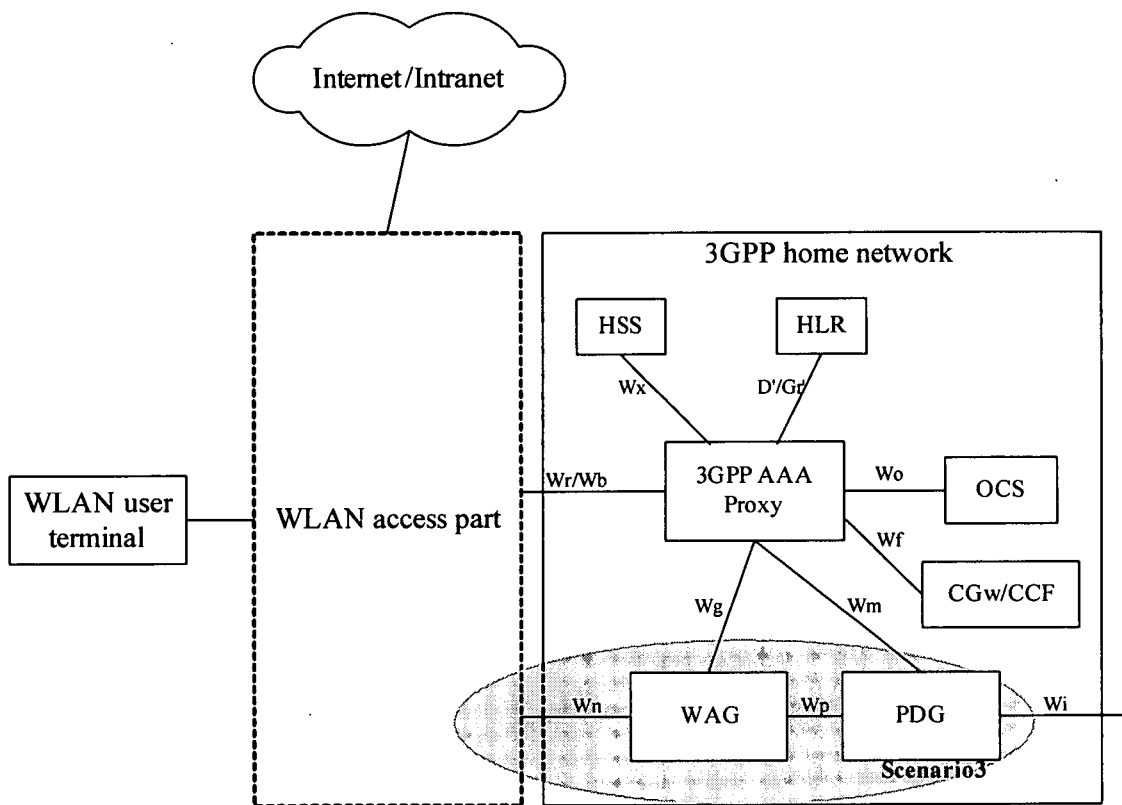 Internet/Intranet
3GPP home network
HSS
HLR
Wx
D'/Gr'
WLAN user
terminal
WLAN access part
Wr/Wb
3GPP AAA
Proxy
Wo
OCS
Wf
CGw/CCF
Wg
Wm
Wn
WAG
Wp
PDG
Wi
Scenario3